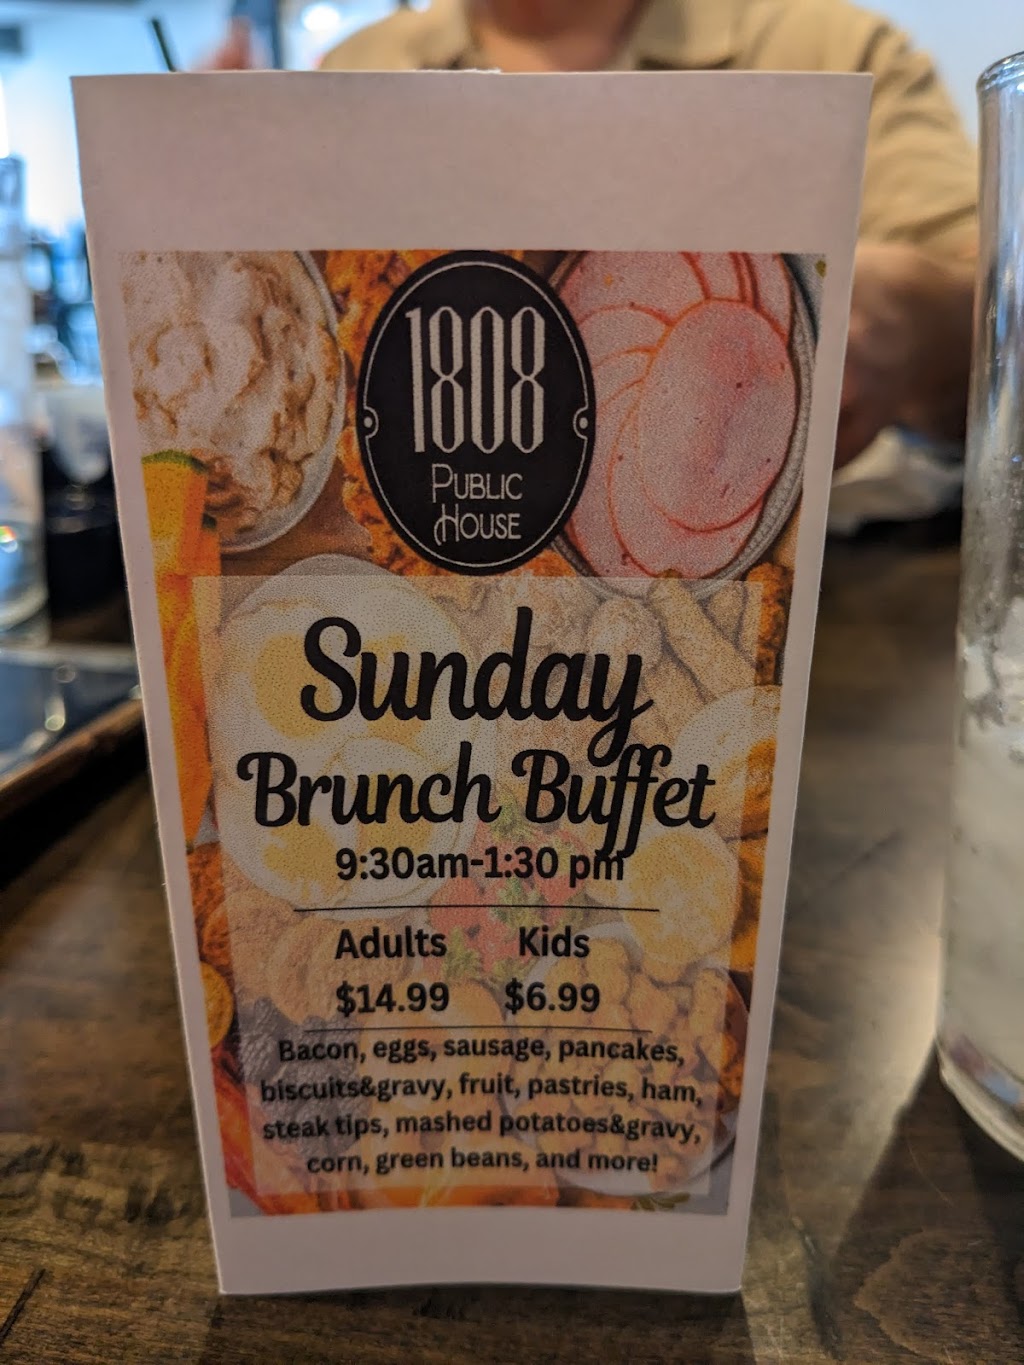 1808
PUBLIC
HOUSE
Sunday
Brunch Buffet
9:30am-1:30 pm
Adults Kids
$14.99 $6.99
Bacon, eggs, sausage, pancakes,
biscuits&gravy, fruit, pastries, ham,
steak tips, mashed potatoes&gravy,
corn, green beans, and more!